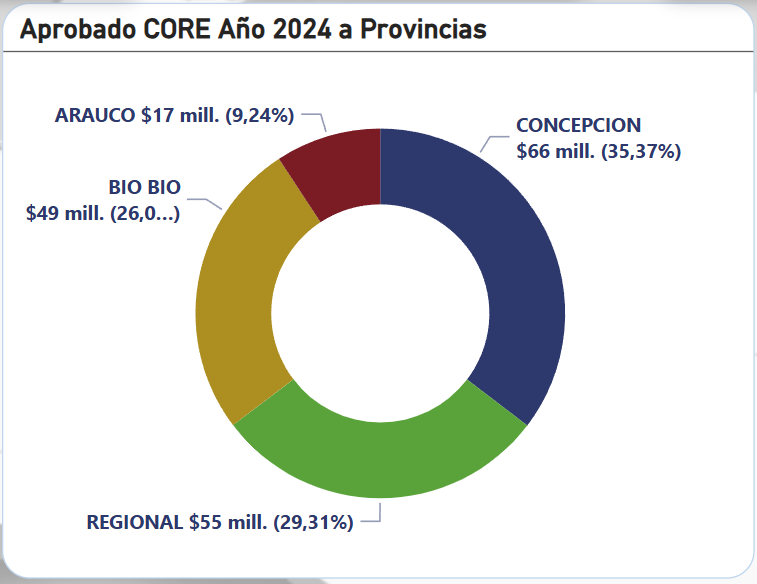 Aprobado CORE Año 2024 a Provincias
ARAUCO $17 mill. (9,24%)
CONCEPCION
$66 mill. (35,37%)
BIO BIO
$49 mill. (26,0...)
REGIONAL $55 mill. (29,31%)